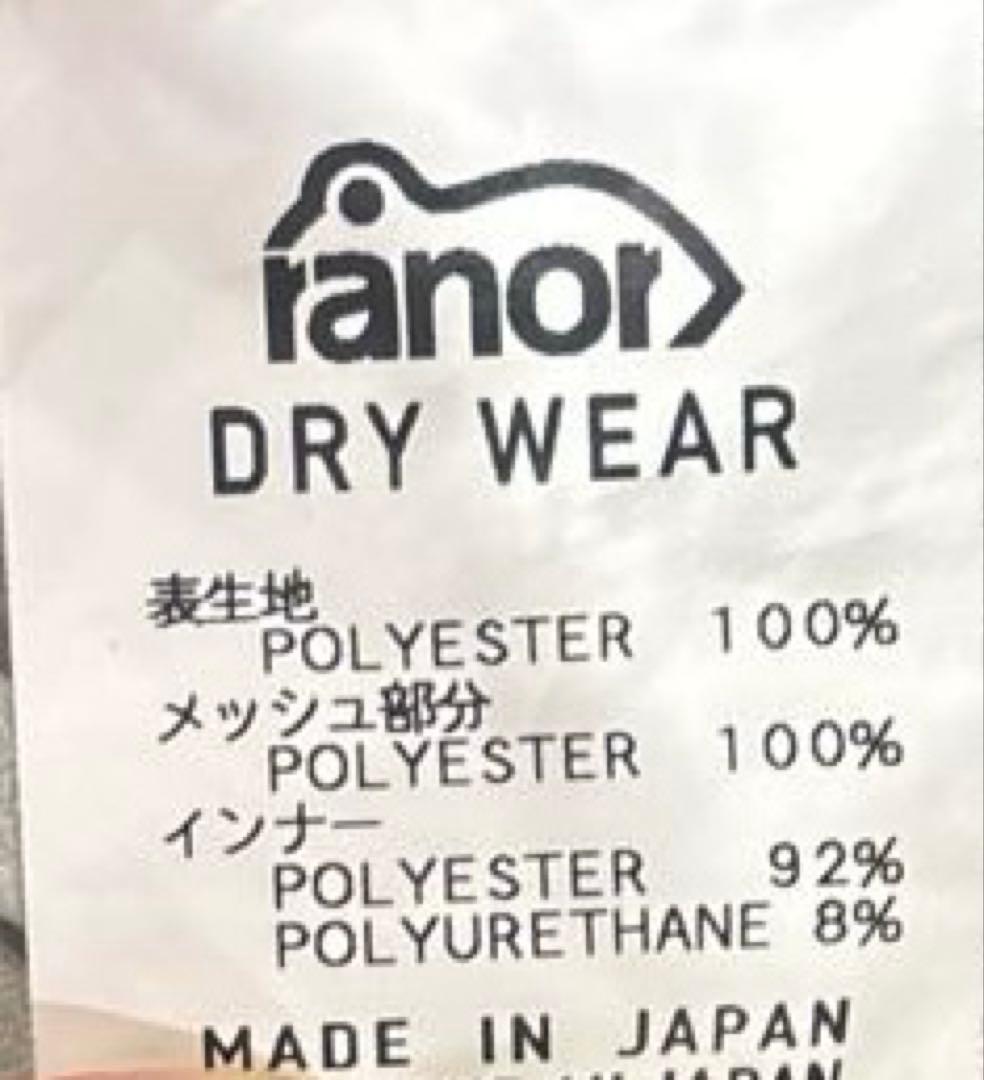 ranor
DRY WEAR
表生地
POLYESTER 100%
メッシュ部分
POLYESTER 100%
インナー
POLYESTER 92%
POLYURETHANE 8%
MADE IN JAPAN
JAPAN